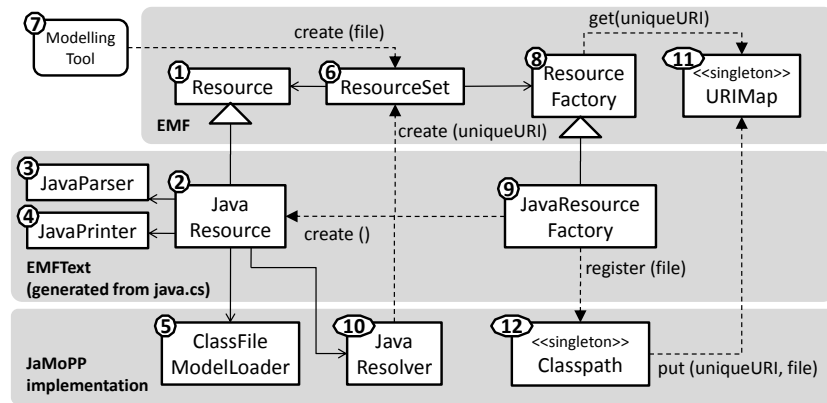 7
Modelling
Tool
create (file)
get(uniqueURI)
1
Resource
6
ResourceSet
8
Resource
Factory
11
<<singleton>>
URIMap
EMF
create (uniqueURI)
3
JavaParser
4
JavaPrinter
2
Java
Resource
9
JavaResource
Factory
create ()
EMFText
(generated from java.cs)
register (file)
5
ClassFile
ModelLoader
10
Java
Resolver
12
<<singleton>>
Classpath
JaMoPP
implementation
put (uniqueURI, file)